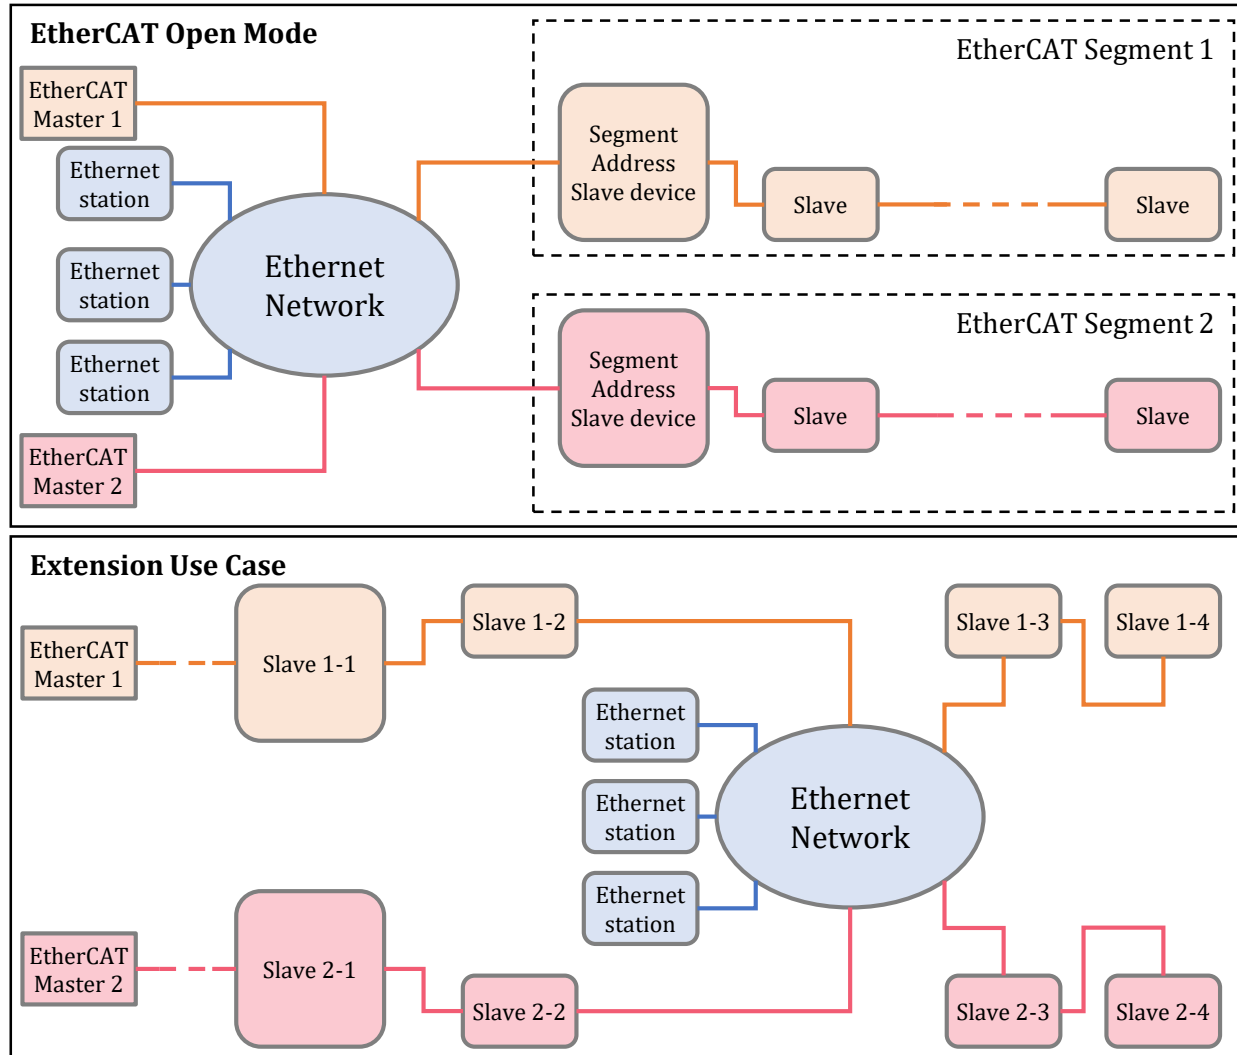 EtherCAT Open Mode
EtherCAT
Master 1
Ethernet
station
Ethernet
station
Ethernet
station
EtherCAT
Master 2
Ethernet
Network
EtherCAT Segment 1
Segment
Address
Slave device
Slave
Slave
EtherCAT Segment 2
Segment
Address
Slave device
Slave
Slave
Extension Use Case
EtherCAT
Master 1
Slave 1-1
Slave 1-2
Slave 1-3
Slave 1-4
Ethernet
station
Ethernet
station
Ethernet
station
Ethernet
Network
EtherCAT
Master 2
Slave 2-1
Slave 2-2
Slave 2-3
Slave 2-4